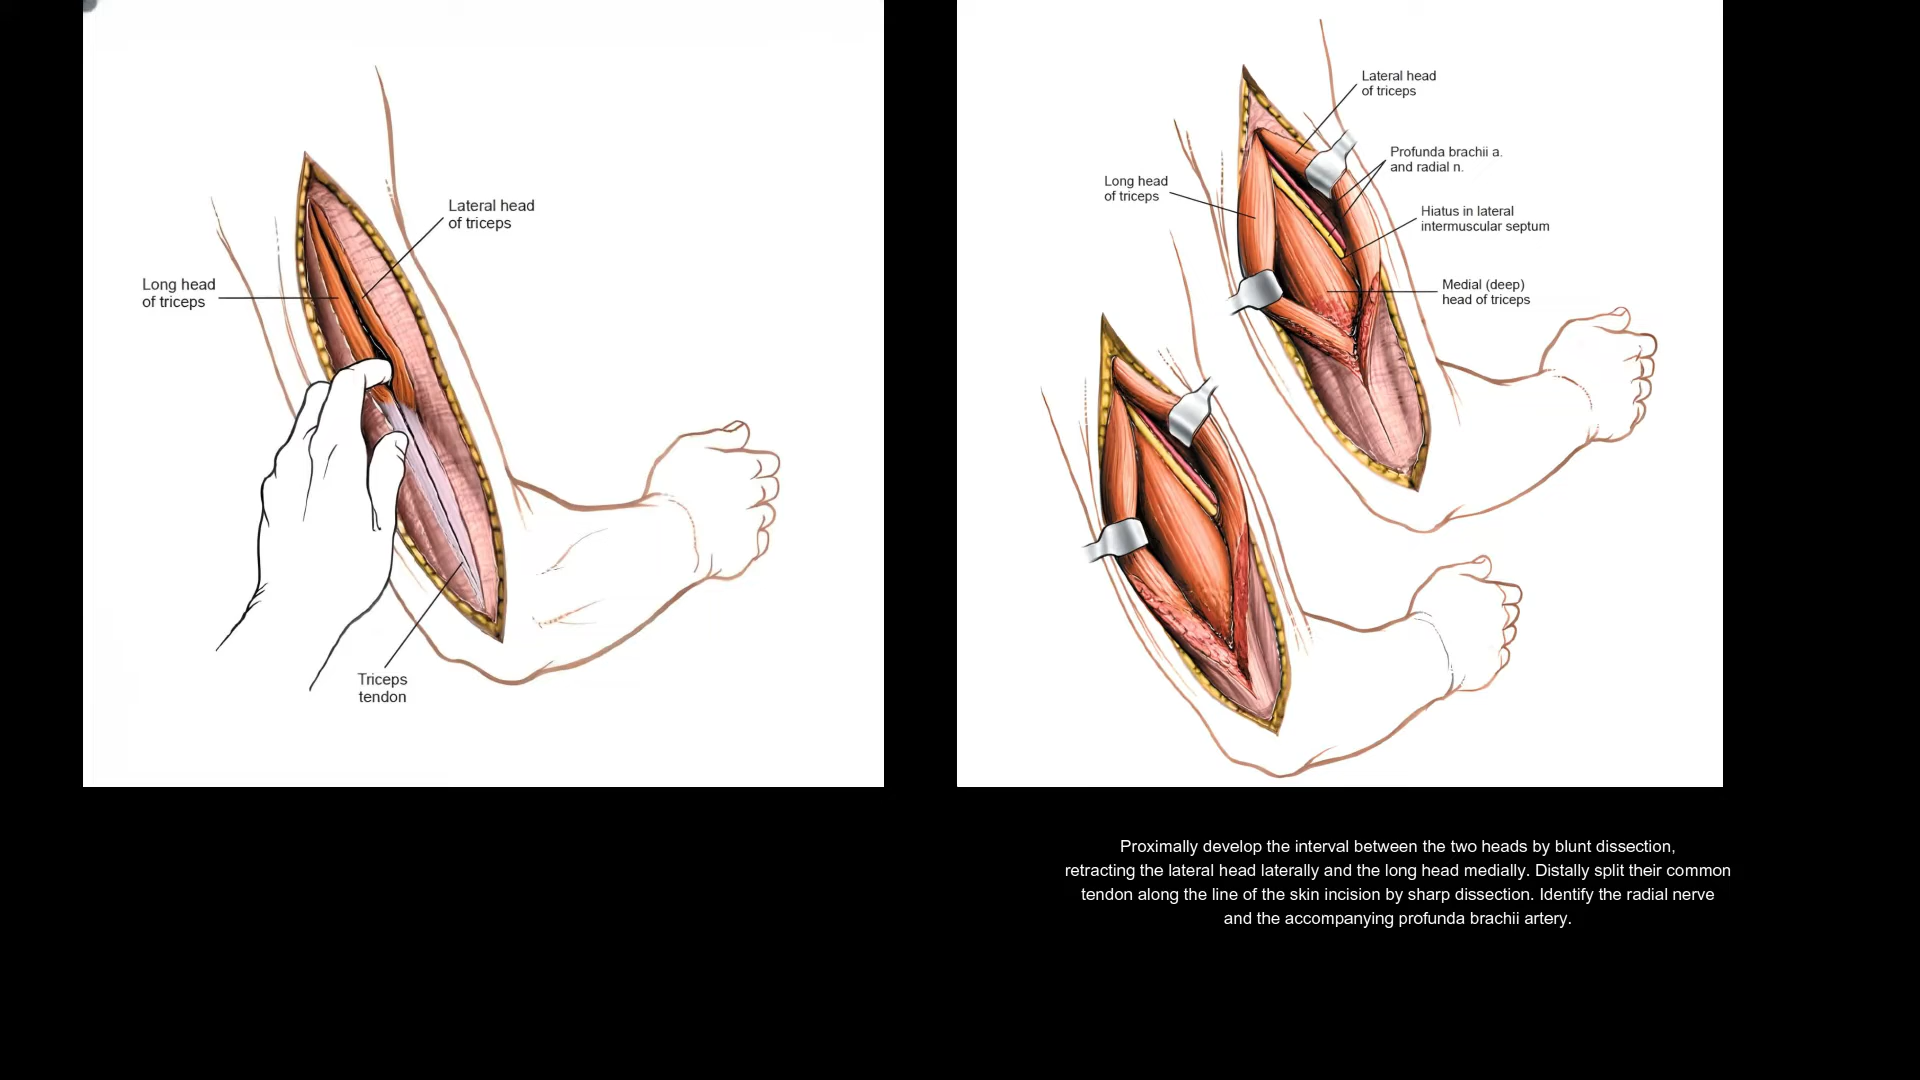 Lateral head
of triceps
Long head
of triceps
Triceps
tendon
Lateral head
of triceps
Profunda brachii a.
and radial n.
Long head
of triceps
Hiatus in lateral
intermuscular septum
Medial (deep)
head of triceps
Proximally develop the interval between the two heads by blunt dissection,
retracting the lateral head laterally and the long head medially. Distally split their common
tendon along the line of the skin incision by sharp dissection. Identify the radial nerve
and the accompanying profunda brachii artery.